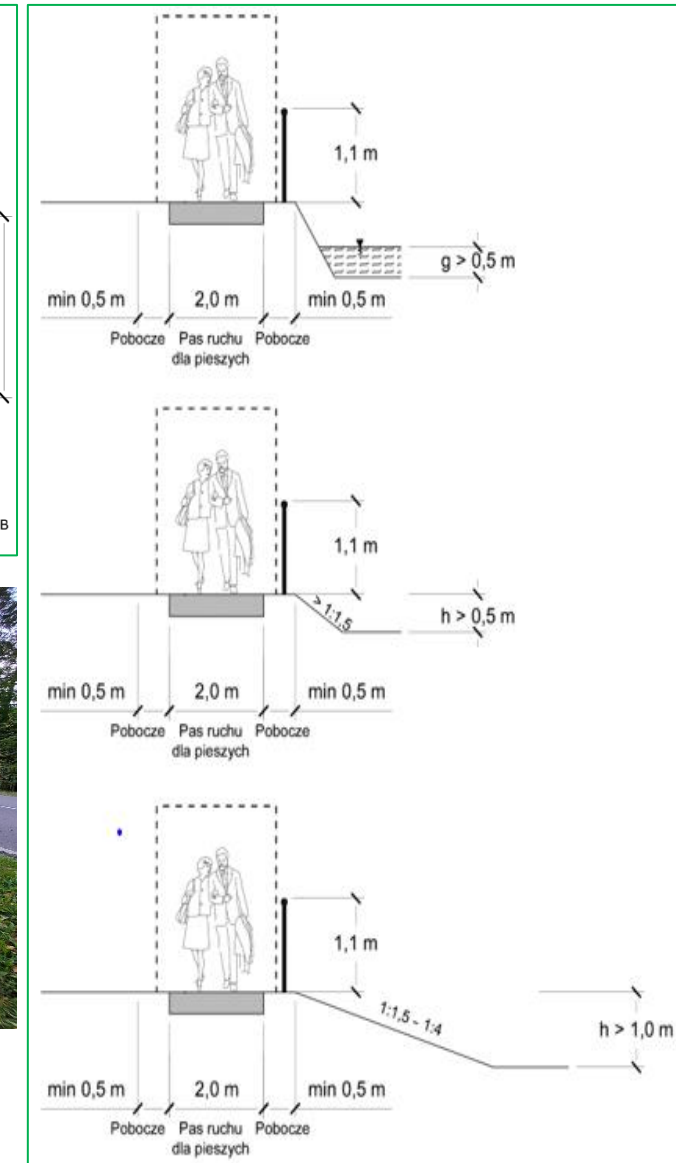 B
1,1 m
g > 0,5 m
min 0,5 m 2,0 m min 0,5 m
Pobocze Pas ruchu dla pieszych Pobocze
1,1 m
> 1:1,5
h > 0,5 m
min 0,5 m 2,0 m min 0,5 m
Pobocze Pas ruchu dla pieszych Pobocze
1,1 m
1:1,5 - 1:4
h > 1,0 m
min 0,5 m 2,0 m min 0,5 m
Pobocze Pas ruchu dla pieszych Pobocze